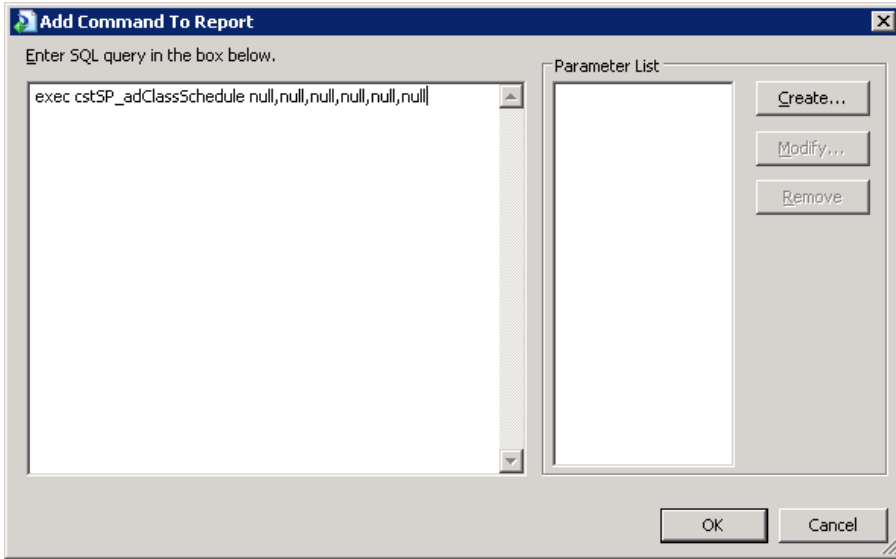 Add Command To Report
Enter SQL query in the box below.
exec cstSP_adClassSchedule null,null,null,null,null,null
Parameter List
Create...
Modify...
Remove
OK
Cancel